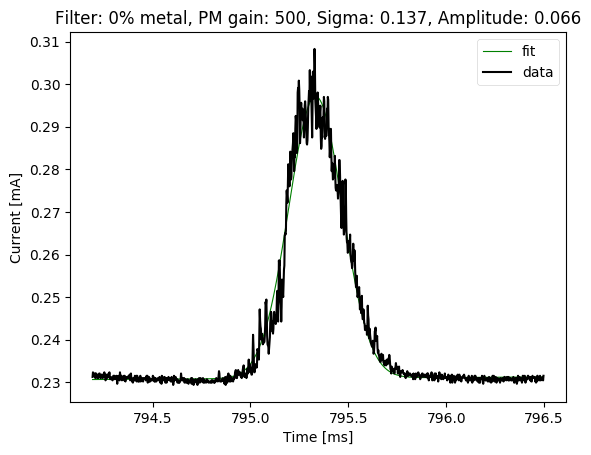 Filter: 0% metal, PM gain: 500, Sigma: 0.137, Amplitude: 0.066
fit
data
0.31
0.30
0.29
0.28
0.27
0.26
0.25
0.24
0.23
Current [mA]
794.5 795.0 795.5 796.0 796.5
Time [ms]